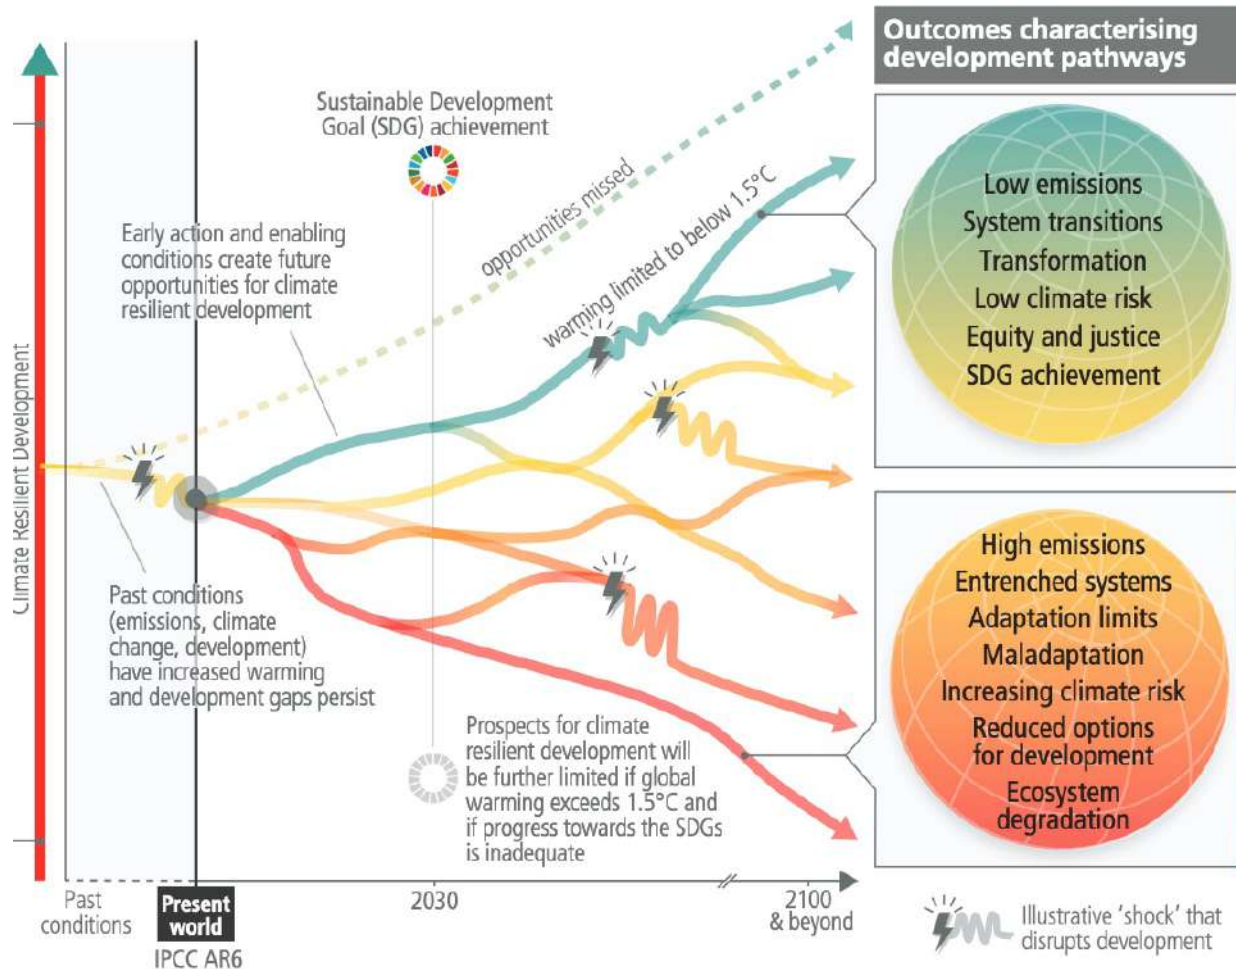 Outcomes characterising
development pathways
Sustainable Development
Goal (SDG) achievement
opportunities missed
warming limited to below 1.5°C
Early action and enabling
conditions create future
opportunities for climate
resilient development
Low emissions
System transitions
Transformation
Low climate risk
Equity and justice
SDG achievement
Climate Resilient Development
Past conditions
(emissions, climate
change, development)
have increased warming
and development gaps persist
High emissions
Entrenched systems
Adaptation limits
Maladaptation
Increasing climate risk
Reduced options
for development
Ecosystem
degradation
Prospects for climate
resilient development will
be further limited if global
warming exceeds 1.5°C and
if progress towards the SDGs
is inadequate
Past
conditions
Present
world
IPCC AR6
2030
2100
& beyond
Illustrative ‘shock’ that
disrupts development